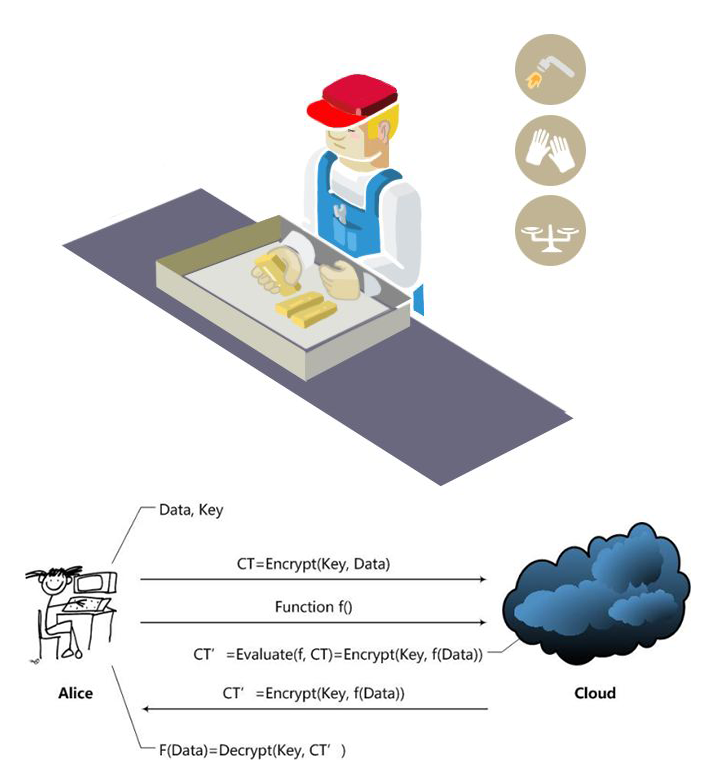 Data, Key
CT=Encrypt(Key, Data)
Function f()
CT′ =Evaluate(f, CT)=Encrypt(Key, f(Data))
Alice
CT′ =Encrypt(Key, f(Data))
Cloud
F(Data)=Decrypt(Key, CT′ )